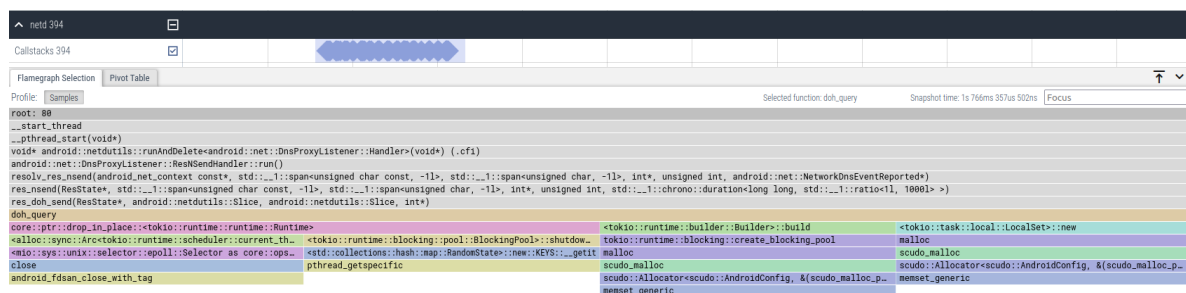 netd 394
Callstacks 394
Flamegraph Selection Pivot Table
Profile: Samples Selected function: doh_query Snapshot time: 1s 766ms 357us 502ns Focus
root: 80
__start_thread
__pthread_start(void*)
void* android::netdutils::runAndDelete<android::net::DnsProxyListener::Handler>(void*) (.cfi)
android::net::DnsProxyListener::ResNSendHandler::run()
resolv_res_nsend(android_net_context const*, std::__1::span<unsigned char const, -1l>, std::__1::span<unsigned char, -1l>, int*, unsigned int, android::net::NetworkDnsEventReported*)
res_nsend(ResState*, std::__1::span<unsigned char const, -1l>, std::__1::span<unsigned char, -1l>, int*, unsigned int, std::__1::chrono::duration<long long, std::__1::ratio<1l, 1000l> >)
res_doh_send(ResState*, android::netdutils::Slice, android::netdutils::Slice, int*)
doh_query
core::ptr::drop_in_place::<tokio::runtime::runtime::Runtime> <tokio::runtime::builder::Builder>::build <tokio::task::local::LocalSet>::new
<alloc::sync::Arc<tokio::runtime::scheduler::current_th… <tokio::runtime::blocking::pool::BlockingPool>::shutdow… tokio::runtime::blocking::create_blocking_pool malloc
<mio::sys::unix::selector::epoll::Selector as core::ops… <std::collections::hash::map::RandomState>::new::KEYS::__getit malloc scudo_malloc
close pthread_getspecific scudo_malloc scudo::Allocator<scudo::AndroidConfig, &(scudo_malloc_p…
android_fdsan_close_with_tag scudo::Allocator<scudo::AndroidConfig, &(scudo_malloc_p… memset_generic
memset_generic